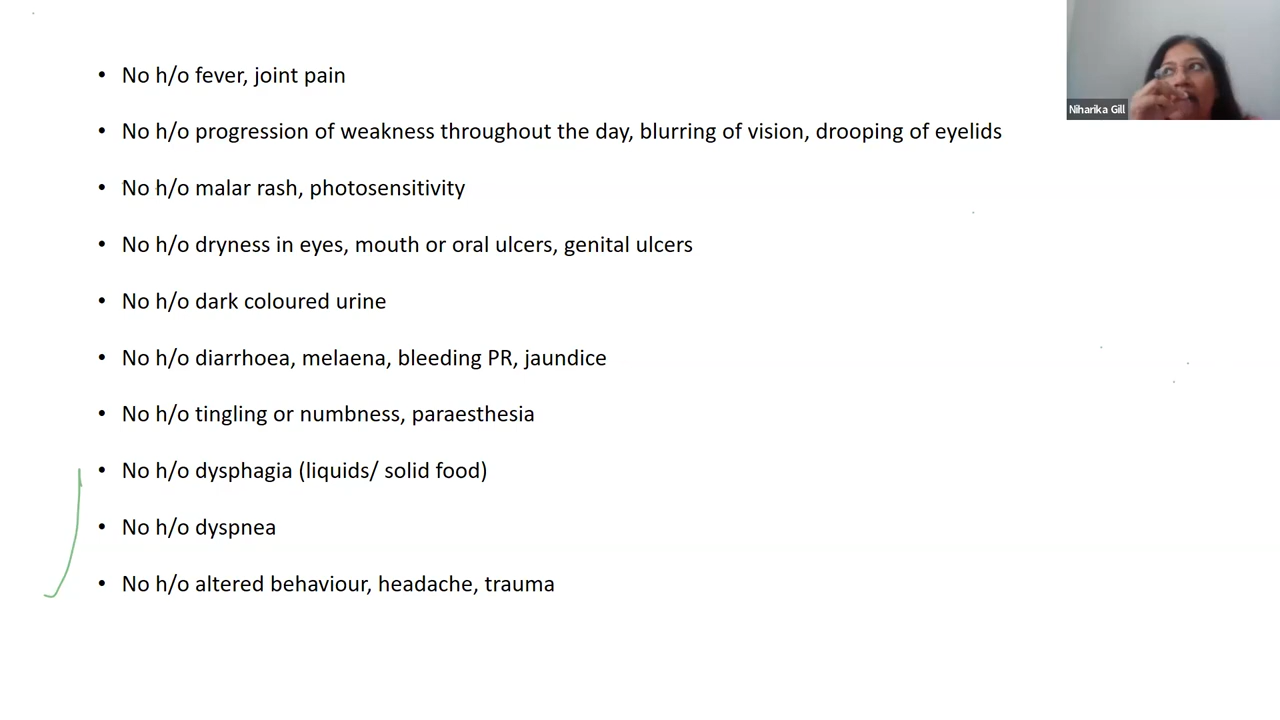 • No h/o fever, joint pain
• No h/o progression of weakness throughout the day, blurring of vision, drooping of eyelids
• No h/o malar rash, photosensitivity
• No h/o dryness in eyes, mouth or oral ulcers, genital ulcers
• No h/o dark coloured urine
• No h/o diarrhoea, melaena, bleeding PR, jaundice
• No h/o tingling or numbness, paraesthesia
• No h/o dysphagia (liquids/ solid food)
• No h/o dyspnea
• No h/o altered behaviour, headache, trauma
Niharika Gill